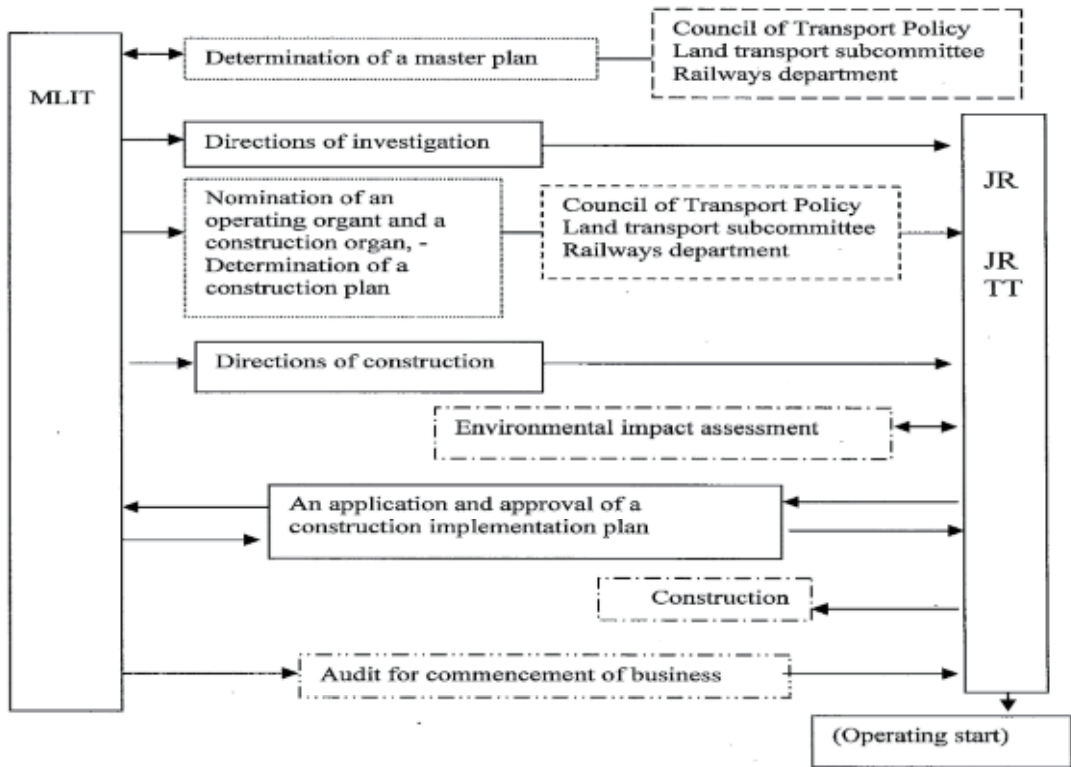 MLIT
Determination of a master plan
Council of Transport Policy
Land transport subcommittee
Railways department
Directions of investigation
JR
JR
TT
Nomination of an
operating organt and a
construction organ, -
Determination of a
construction plan
Council of Transport Policy
Land transport subcommittee
Railways department
Directions of construction
Environmental impact assessment
An application and approval of a
construction implementation plan
Construction
Audit for commencement of business
(Operating start)